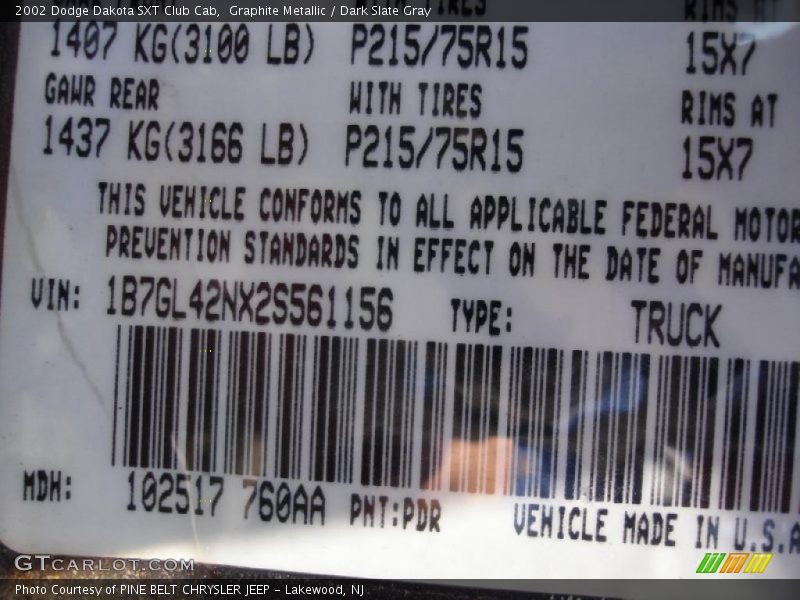 2002 Dodge Dakota SXT Club Cab,  Graphite Metallic / Dark Slate Gray
TIRES RIMS AT
1407 KG(3100 LB) P215/75R15 15X7
GAWR REAR WITH TIRES RIMS AT
1437 KG(3166 LB) P215/75R15 15X7
THIS VEHICLE CONFORMS TO ALL APPLICABLE FEDERAL MOTOR
PREVENTION STANDARDS IN EFFECT ON THE DATE OF MANUFA
VIN: 1B7GL42NX2S561156 TYPE: TRUCK
MDH: 102517 760AA PNT:PDR VEHICLE MADE IN U.S.A
GTcarlot.com
Photo Courtesy of PINE BELT CHRYSLER JEEP - Lakewood, NJ